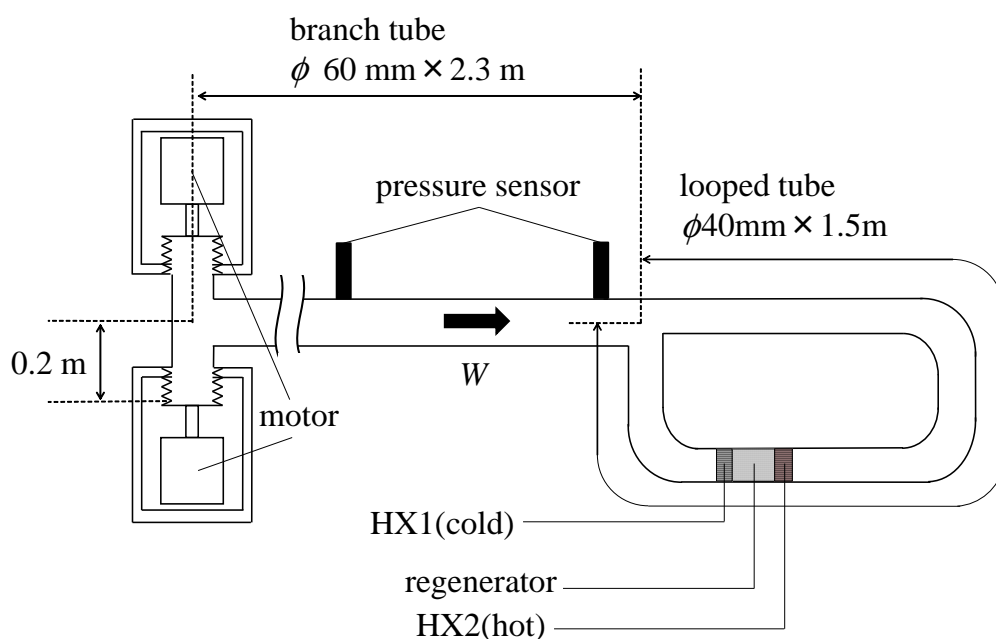 branch tube
ϕ 60 mm × 2.3 m
pressure sensor
looped tube
ϕ40mm × 1.5m
0.2 m
W
motor
HX1(cold)
regenerator
HX2(hot)